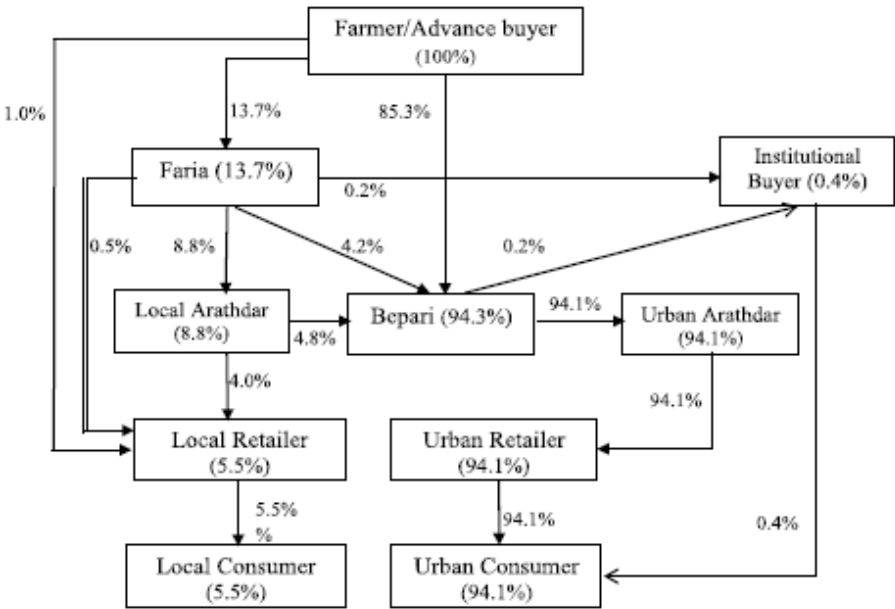 Farmer/Advance buyer
(100%)
1.0%
13.7%
85.3%
Faria (13.7%)
Institutional
Buyer (0.4%)
0.2%
0.5%
8.8%
4.2%
0.2%
Local Arathdar
(8.8%)
4.8%
Bepari (94.3%)
94.1%
Urban Arathdar
(94.1%)
4.0%
94.1%
Local Retailer
(5.5%)
Urban Retailer
(94.1%)
5.5%
%
94.1%
0.4%
Local Consumer
(5.5%)
Urban Consumer
(94.1%)